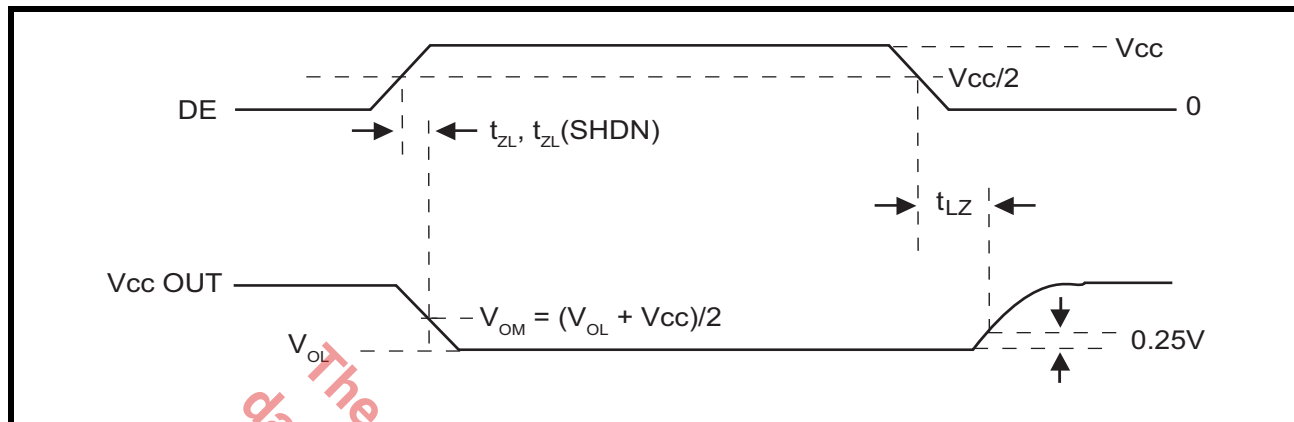 Vcc
Vcc/2
DE
0
tZL, tZL(SHDN)
tLZ
Vcc OUT
VOM = (VOL + Vcc)/2
VOL
0.25V
The